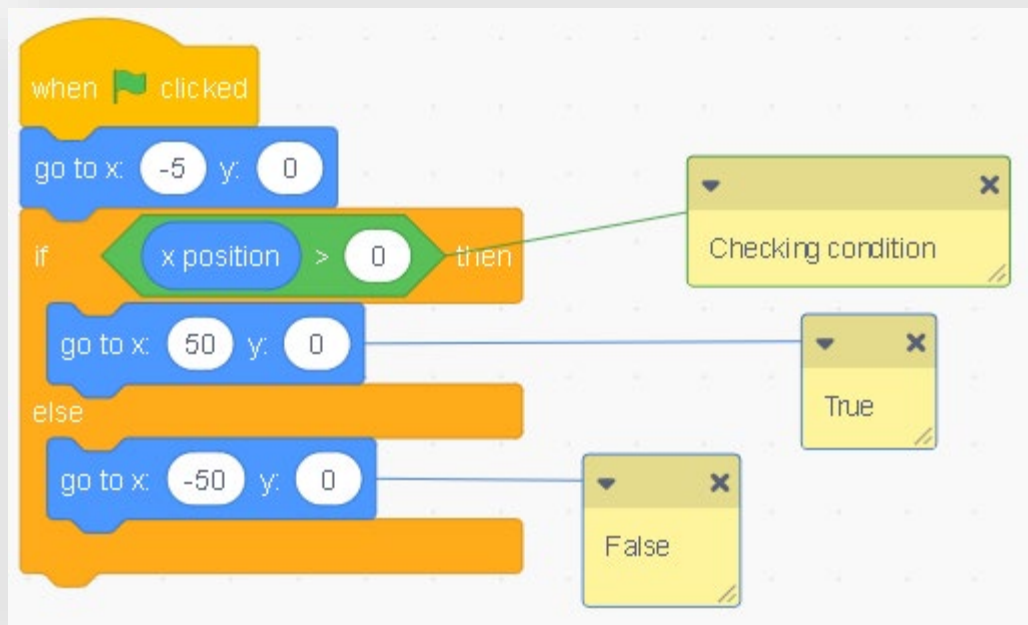 when clicked
go to x: -5 y: 0
if x position > 0 then
Checking condition
go to x: 50 y: 0
True
else
go to x: -50 y: 0
False